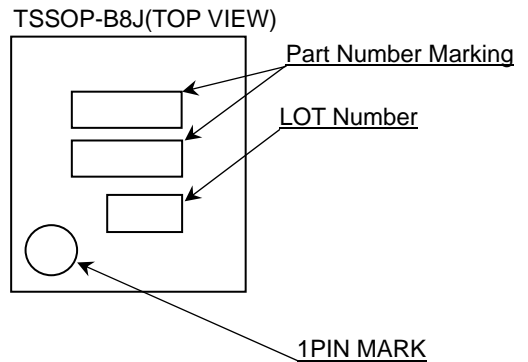 TSSOP-B8J(TOP VIEW)
Part Number Marking
LOT Number
1PIN MARK